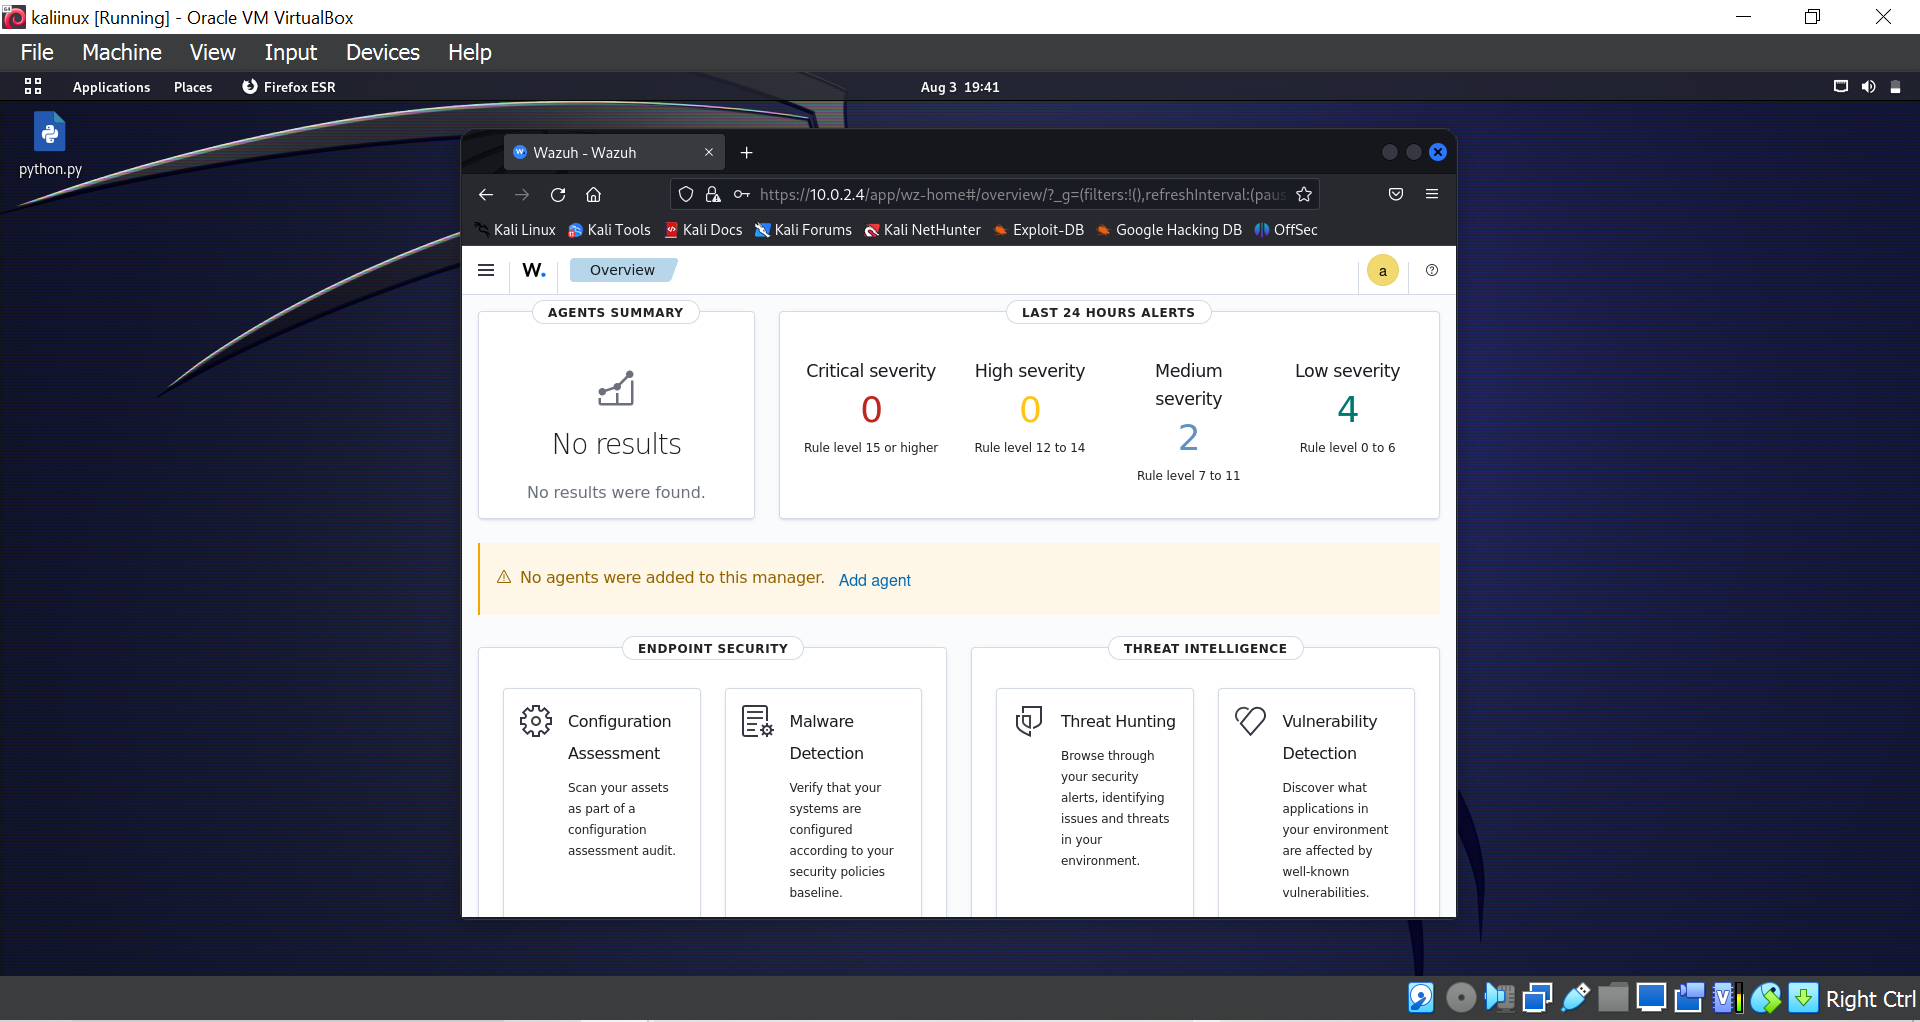 kaliinux [Running] - Oracle VM VirtualBox
File Machine View Input Devices Help
Applications Places Firefox ESR Aug 3 19:41
python.py
Wazuh - Wazuh
https://10.0.2.4/app/wz-home#/overview/?_g=(filters:!(),refreshInterval:(paus
Kali Linux Kali Tools Kali Docs Kali Forums Kali NetHunter Exploit-DB Google Hacking DB OffSec
W. Overview a
AGENTS SUMMARY
No results
No results were found.
LAST 24 HOURS ALERTS
Critical severity
0
Rule level 15 or higher
High severity
0
Rule level 12 to 14
Medium
severity
2
Rule level 7 to 11
Low severity
4
Rule level 0 to 6
No agents were added to this manager. Add agent
ENDPOINT SECURITY
Configuration
Assessment
Scan your assets
as part of a
configuration
assessment audit.
Malware
Detection
Verify that your
systems are
configured
according to your
security policies
baseline.
THREAT INTELLIGENCE
Threat Hunting
Browse through
your security
alerts, identifying
issues and threats
in your
environment.
Vulnerability
Detection
Discover what
applications in
your environment
are affected by
well-known
vulnerabilities.
Right Ctrl